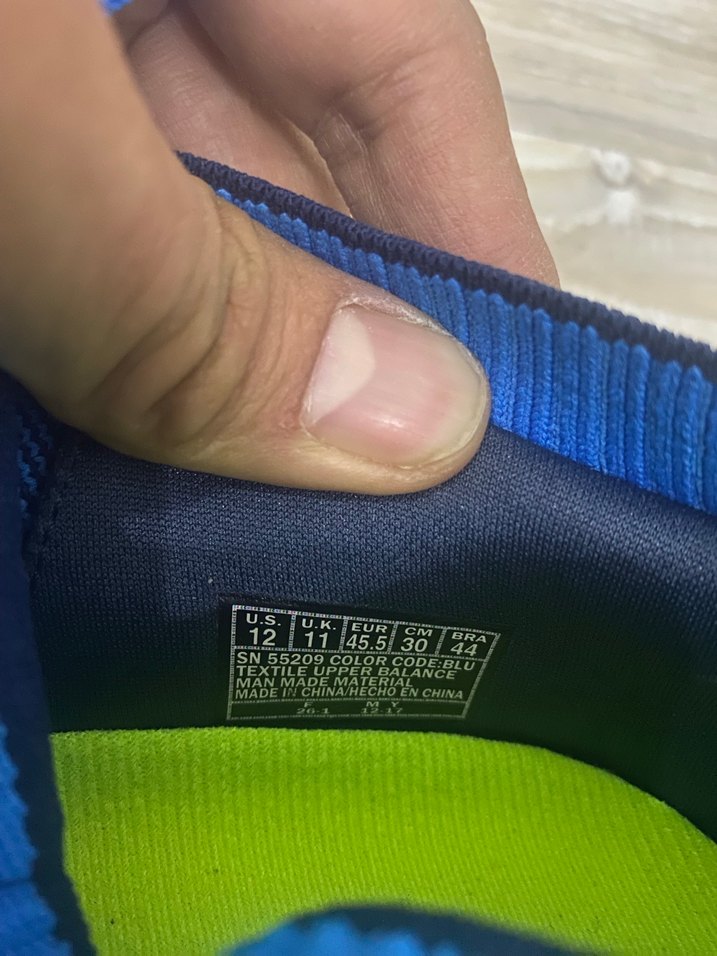 U.S. U.K. EUR CM BRA
12 11 45.5 30 44
SN 55209 COLOR CODE:BLU
TEXTILE UPPER BALANCE
MAN MADE MATERIAL
MADE IN CHINA/HECHO EN CHINA
F M Y
26-1 12-17